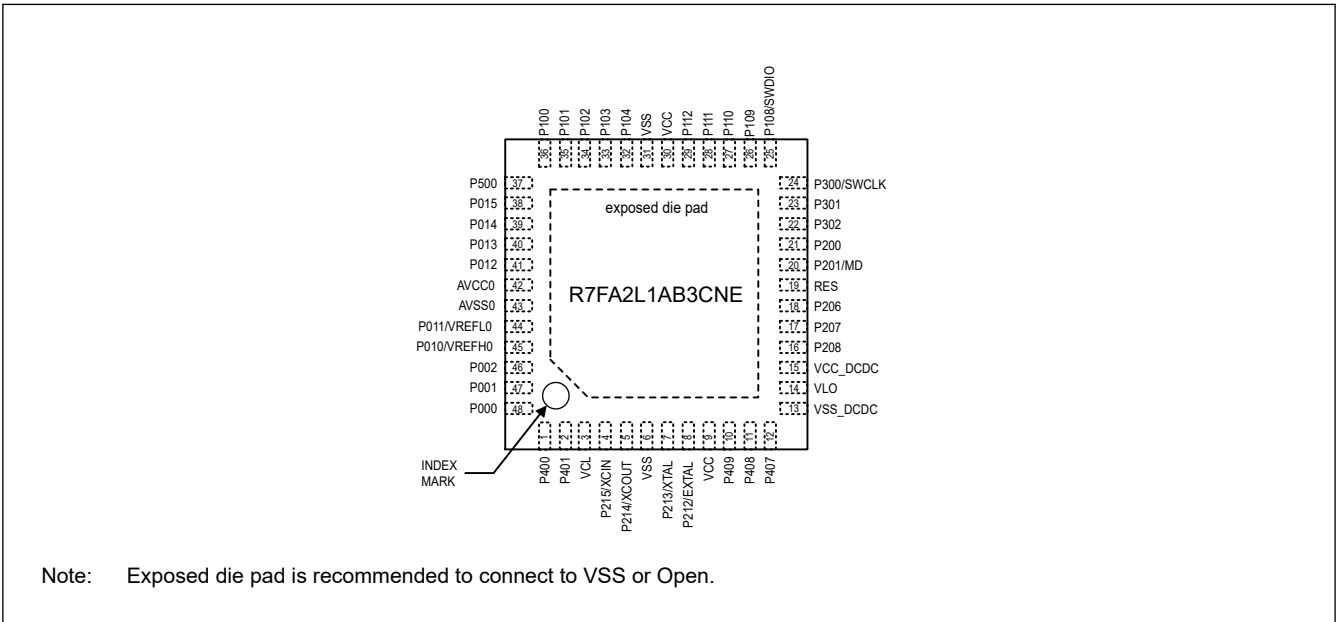 P100
P101
P102
P103
P104
VSS
VCC
P112
P111
P110
P109
P108/SWDIO
36
35
34
33
32
31
30
29
28
27
26
25
P500 37
P015 38
P014 39
P013 40
P012 41
AVCC0 42
AVSS0 43
P011/VREFL0 44
P010/VREFH0 45
P002 46
P001 47
P000 48
exposed die pad
R7FA2L1AB3CNE
24 P300/SWCLK
23 P301
22 P302
21 P200
20 P201/MD
19 RES
18 P206
17 P207
16 P208
15 VCC_DCDC
14 VLO
13 VSS_DCDC
1
2
3
4
5
6
7
8
9
10
11
12
P400
P401
VCL
P215/XCIN
P214/XCOUT
VSS
P213/XTAL
P212/EXTAL
VCC
P409
P408
P407
INDEX
MARK
Note: Exposed die pad is recommended to connect to VSS or Open.